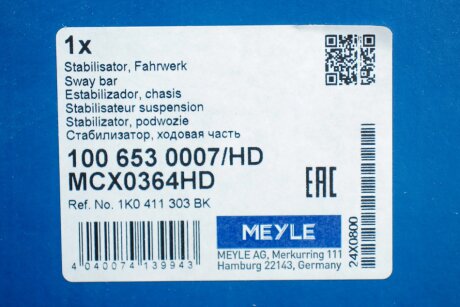 1x
Stabilisator, Fahrwerk
Sway bar
Estabilizador, chasis
Stabilisateur suspension
Stabilizator, podwozie
Стабилизатор, ходовая часть
100 653 0007/HD
MCX0364HD
EAC
Ref. No. 1K0 411 303 BK
MEYLE
MEYLE AG, Merkurring 111
Hamburg 22143, Germany
4 040074 139943
24X0800